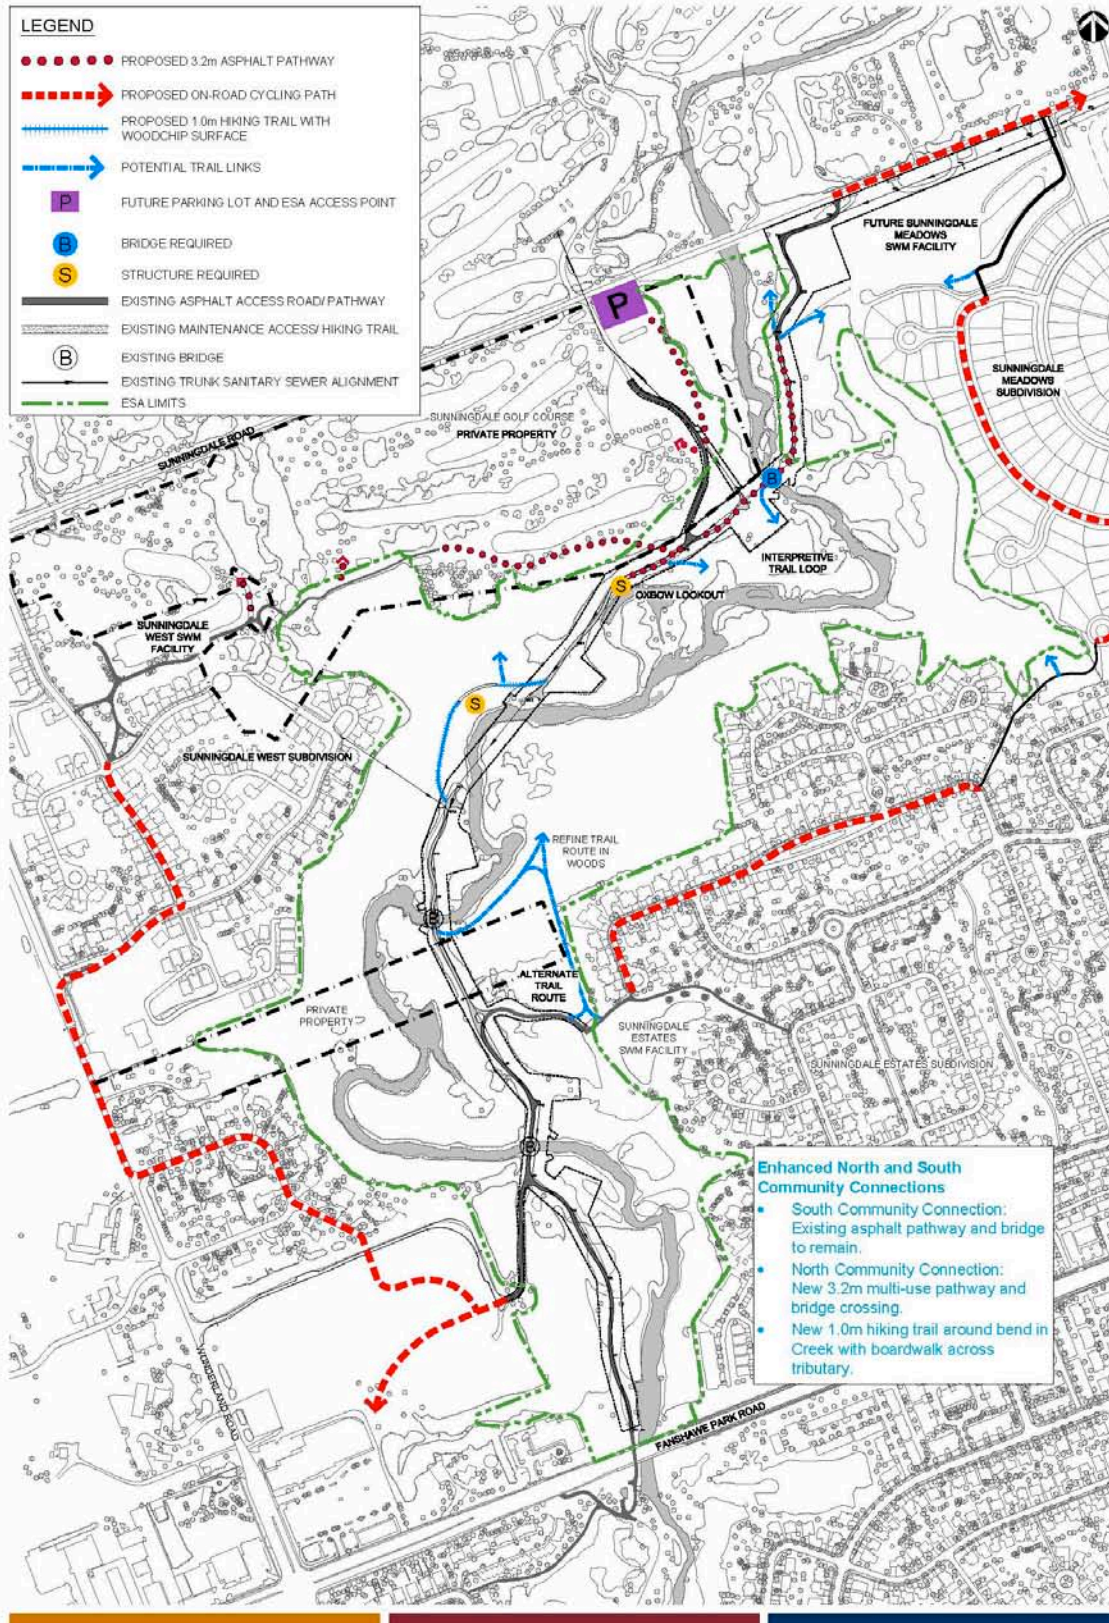 LEGEND
PROPOSED 3.2m ASPHALT PATHWAY
PROPOSED ON-ROAD CYCLING PATH
PROPOSED 1.0m HIKING TRAIL WITH
WOODCHIP SURFACE
POTENTIAL TRAIL LINKS
P
FUTURE PARKING LOT AND ESA ACCESS POINT
B
BRIDGE REQUIRED
S
STRUCTURE REQUIRED
EXISTING ASPHALT ACCESS ROAD/ PATHWAY
EXISTING MAINTENANCE ACCESS/ HIKING TRAIL
B
EXISTING BRIDGE
EXISTING TRUNK SANITARY SEWER ALIGNMENT
ESA LIMITS
FUTURE SUNNINGDALE
MEADOWS
SWM FACILITY
P
SUNNINGDALE
MEADOWS
SUBDIVISION
SUNNINGDALE GOLF COURSE
PRIVATE PROPERTY
SUNNINGDALE ROAD
B
INTERPRETIVE
TRAIL LOOP
S
OXBOW LOOKOUT
SUNNINGDALE
WEST SWM
FACILITY
S
SUNNINGDALE WEST SUBDIVISION
REFINE TRAIL
ROUTE IN
WOODS
B
ALTERNATE
TRAIL
ROUTE
PRIVATE
PROPERTY
SUNNINGDALE
ESTATES
SWM FACILITY
SUNNINGDALE ESTATES SUBDIVISION
B
Enhanced North and South
Community Connections
• South Community Connection:
Existing asphalt pathway and bridge
to remain.
• North Community Connection:
New 3.2m multi-use pathway and
bridge crossing.
• New 1.0m hiking trail around bend in
Creek with boardwalk across
tributary.
WONDERLAND ROAD
FANSHAWE PARK ROAD